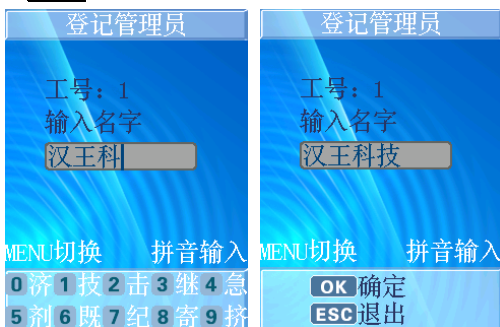 登记管理员
工号：1
输入名字
汉王科
MENU切换 拼音输入
0济1技2击3继4急
5剂6既7纪8寄9挤
登记管理员
工号：1
输入名字
汉王科技
MENU切换 拼音输入
OK 确定
ESC 退出